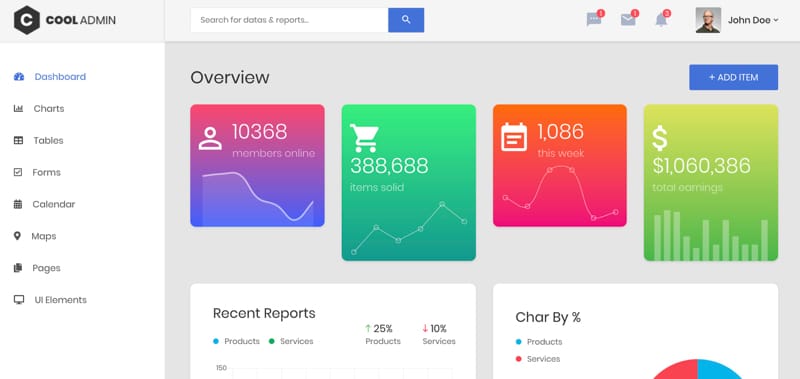 C COOL ADMIN
Search for datas & reports...
1
1
3
John Doe
Dashboard
Charts
Tables
Forms
Calendar
Maps
Pages
UI Elements
Overview
+ ADD ITEM
10368
members online
388,688
items solid
1,086
this week
$ $1,060,386
total earnings
Recent Reports
Products
Services
25%
Products
10%
Services
150
Char By %
Products
Services